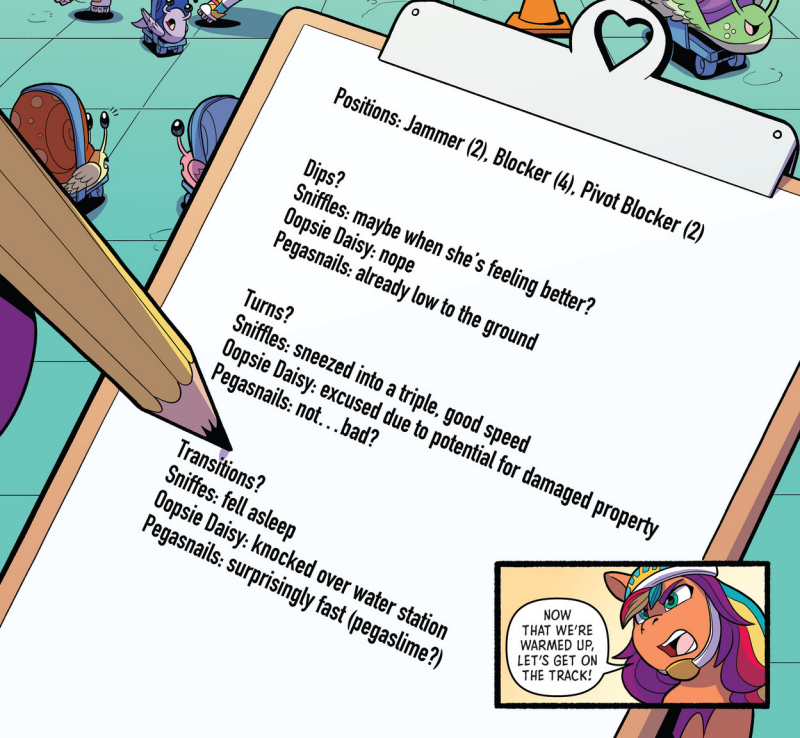 Positions: Jammer (2), Blocker (4), Pivot Blocker (2)
Dips?
Sniffles: maybe when she's feeling better?
Oopsie Daisy: nope
Pegasnails: already low to the ground
Turns?
Sniffles: sneezed into a triple, good speed
Oopsie Daisy: excused due to potential for damaged property
Pegasnails: not...bad?
Transitions?
Sniffes: fell asleep
Oopsie Daisy: knocked over water station
Pegasnails: surprisingly fast (pegaslime?)
NOW
THAT WE'RE
WARMED UP,
LET'S GET ON
THE TRACK!